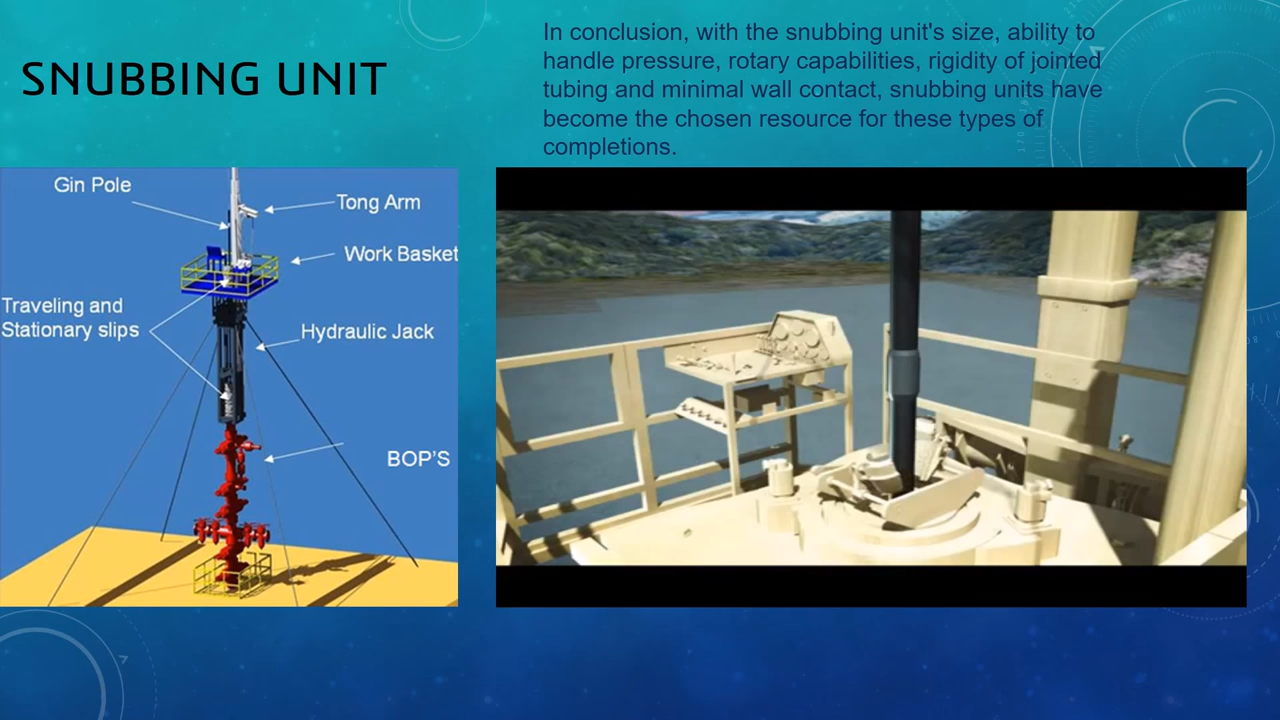 SNUBBING UNIT
In conclusion, with the snubbing unit's size, ability to
handle pressure, rotary capabilities, rigidity of jointed
tubing and minimal wall contact, snubbing units have
become the chosen resource for these types of
completions.
Gin Pole
Tong Arm
Work Basket
Traveling and
Stationary slips
Hydraulic Jack
BOP'S